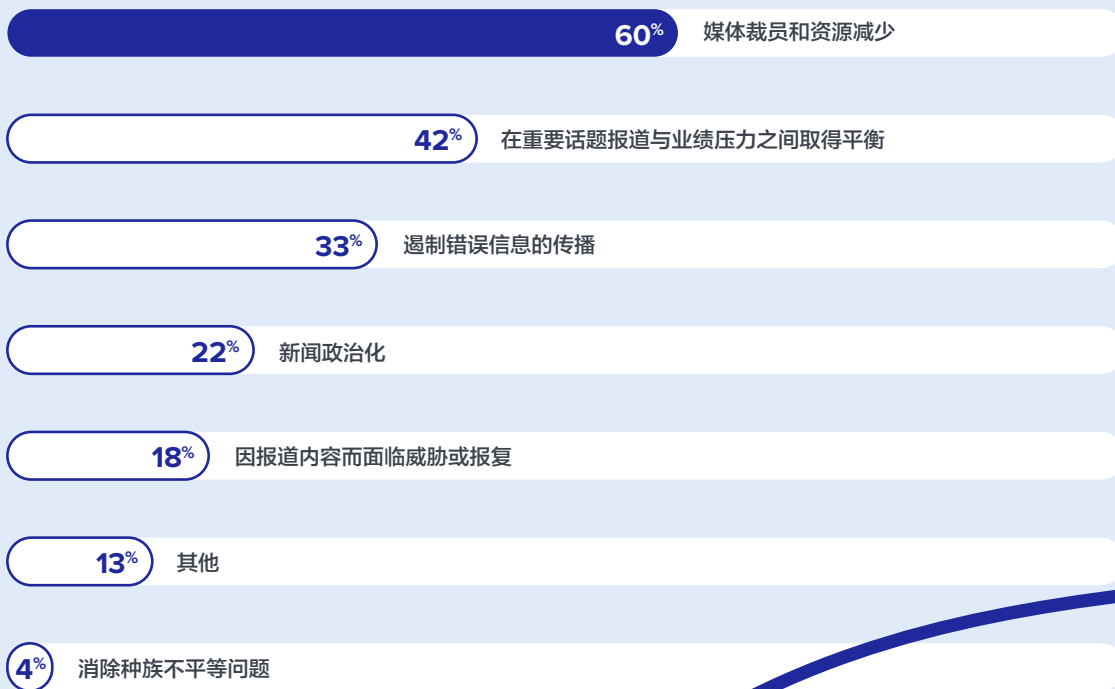 60% 媒体裁员和资源减少
42% 在重要话题报道与业绩压力之间取得平衡
33% 遏制错误信息的传播
22% 新闻政治化
18% 因报道内容而面临威胁或报复
13% 其他
4% 消除种族不平等问题